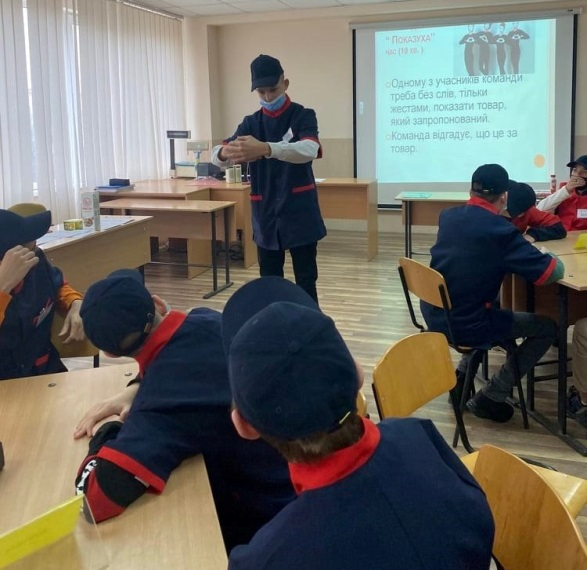 “ ПОКАЗУХА”
ЧАС (10 ХВ. )
Одному з учасників команди
треба без слів, тільки
жестами, показати товар,
який запропонований.
Команда відгадує, що це за
товар.